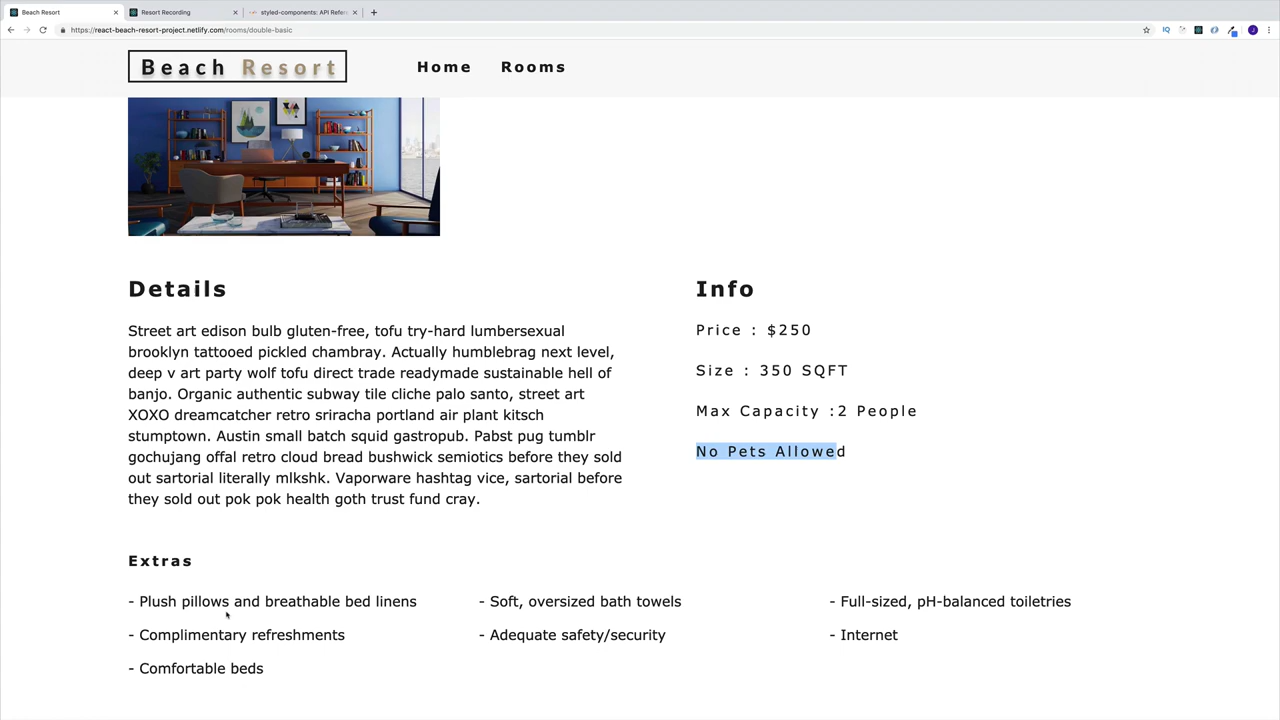 Beach Resort
Resort Recording
styled-components: API Refer
https://react-beach-resort-project.netlify.com/rooms/double-basic
Beach Resort
Home
Rooms
Details
Street art edison bulb gluten-free, tofu try-hard lumbersexual
brooklyn tattooed pickled chambray. Actually humblebrag next level,
deep v art party wolf tofu direct trade readymade sustainable hell of
banjo. Organic authentic subway tile cliche palo santo, street art
XOXO dreamcatcher retro sriracha portland air plant kitsch
stumptown. Austin small batch squid gastropub. Pabst pug tumblr
gochujang offal retro cloud bread bushwick semiotics before they sold
out sartorial literally mlkshk. Vaporware hashtag vice, sartorial before
they sold out pok pok health goth trust fund cray.
Info
Price : $250
Size : 350 SQFT
Max Capacity :2 People
No Pets Allowed
Extras
- Plush pillows and breathable bed linens
- Soft, oversized bath towels
- Full-sized, pH-balanced toiletries
- Complimentary refreshments
- Adequate safety/security
- Internet
- Comfortable beds